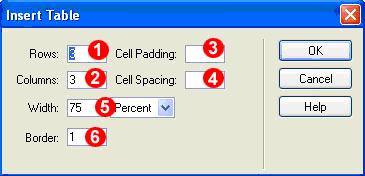 Insert Table
Rows: 3 1 Cell Padding: 3 OK
Columns: 3 2 Cell Spacing: 4 Cancel
Width: 75 5 Percent Help
Border: 1 6